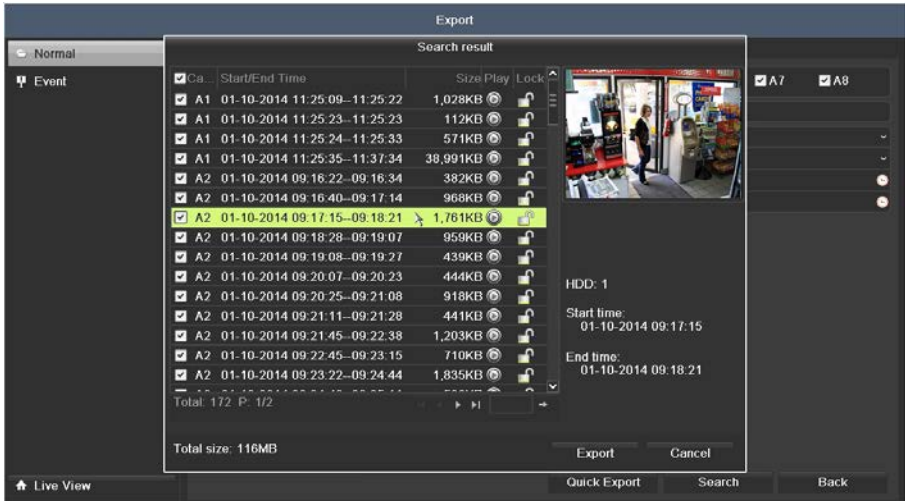 Export
Normal
Event
Search result
Ca... Start/End Time Size Play Lock
A1 01-10-2014 11:25:09--11:25:22 1,028KB
A1 01-10-2014 11:25:23--11:25:23 112KB
A1 01-10-2014 11:25:24--11:25:33 571KB
A1 01-10-2014 11:25:35--11:37:34 38,991KB
A2 01-10-2014 09:16:22--09:16:34 382KB
A2 01-10-2014 09:16:40--09:17:14 968KB
A2 01-10-2014 09:17:15--09:18:21 1,761KB
A2 01-10-2014 09:18:28--09:19:07 959KB
A2 01-10-2014 09:19:08--09:19:27 439KB
A2 01-10-2014 09:20:07--09:20:23 444KB
A2 01-10-2014 09:20:25--09:21:08 918KB
A2 01-10-2014 09:21:11--09:21:28 441KB
A2 01-10-2014 09:21:45--09:22:38 1,203KB
A2 01-10-2014 09:22:45--09:23:15 710KB
A2 01-10-2014 09:23:22--09:24:44 1,835KB
Total: 172 P: 1/2
HDD: 1
Start time:
01-10-2014 09:17:15
End time:
01-10-2014 09:18:21
A7 A8
Total size: 116MB
Export Cancel
Live View
Quick Export Search Back